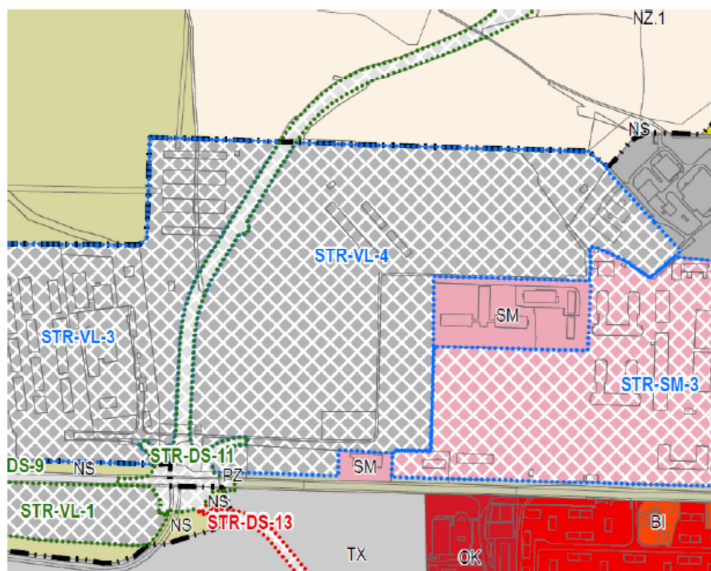 NZ.1
NS
STR-VL-4
SM
STR-VL-3
STR-SM-3
STR-DS-11
DS-9
NS
PZ
SM
STR-VL-1
NS
NS
STR-DS-13
BI
TX
OK